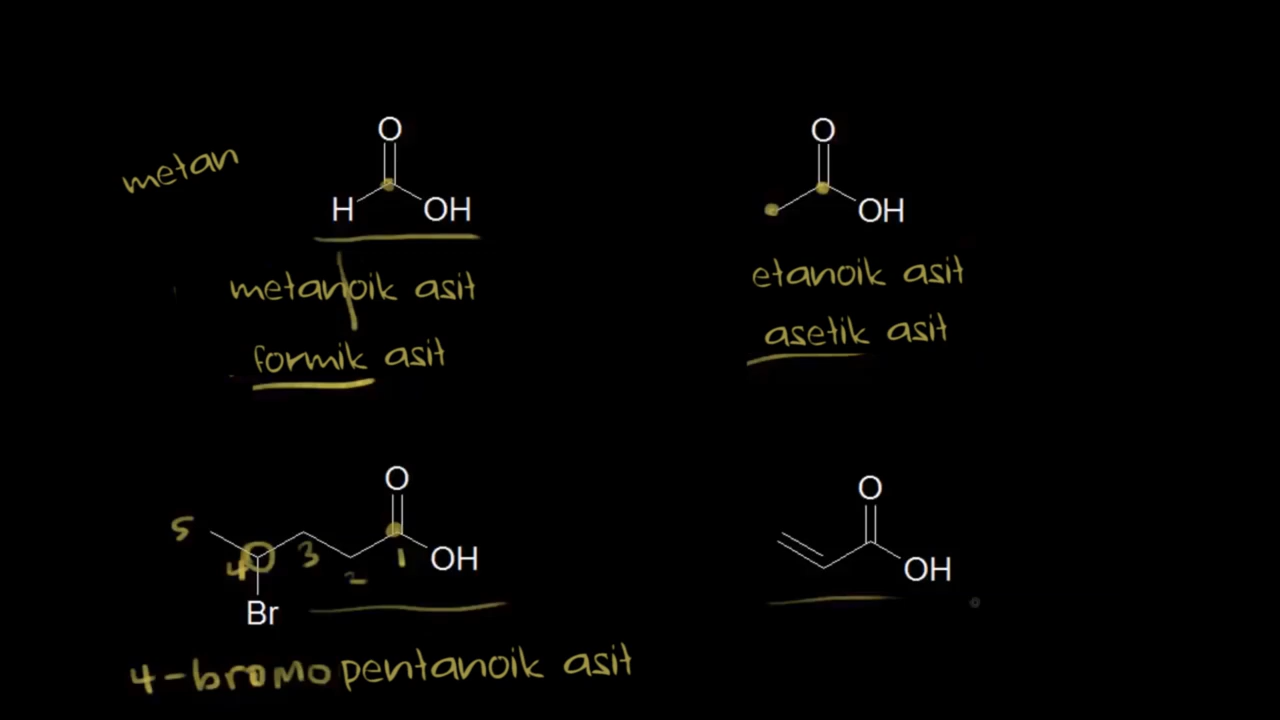 metan
O
H
OH
metanoik asit
formik asit
O
OH
etanoik asit
asetik asit
O
5
4
3
2
1
OH
Br
4-bromopentanoik asit
O
OH